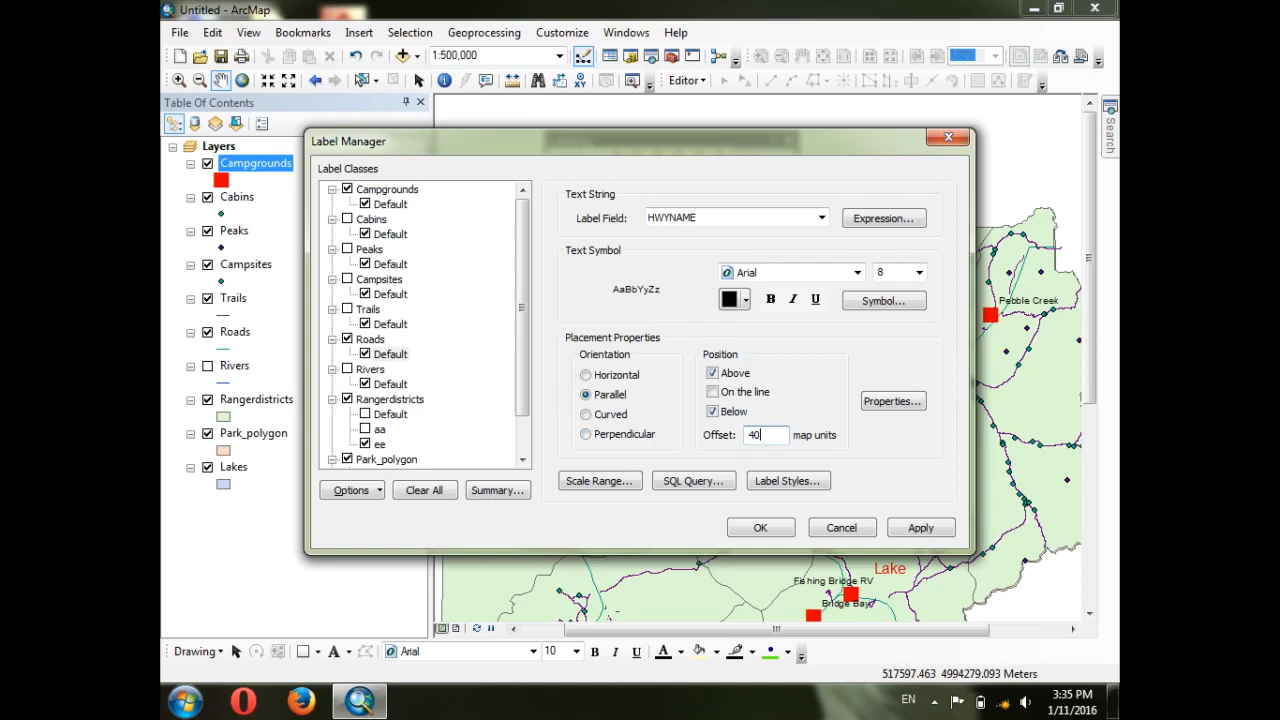 Untitled - ArcMap
File Edit View Bookmarks Insert Selection Geoprocessing Customize Windows Help
1:500,000
100%
Editor
Table Of Contents
Layers
Campgrounds
Cabins
Peaks
Campsites
Trails
Roads
Rivers
Rangerdistricts
Park_polygon
Lakes
Search
Label Manager
Label Classes
Campgrounds
Default
Cabins
Default
Peaks
Default
Campsites
Default
Trails
Default
Roads
Default
Rivers
Default
Rangerdistricts
Default
aa
ee
Park_polygon
Options
Clear All
Summary...
Text String
Label Field: HWYNAME
Expression...
Text Symbol
AaBbYyZz
Arial 8
B I U Symbol...
Placement Properties
Orientation
Horizontal
Parallel
Curved
Perpendicular
Position
Above
On the line
Below
Offset: 40 map units
Properties...
Scale Range... SQL Query... Label Styles...
OK Cancel Apply
Pebble Creek
Lake
Fishing Bridge RV
Bridge Bay
Drawing A Arial 10 B I U A
517597.463 4994279.093 Meters
EN
3:35 PM
1/11/2016